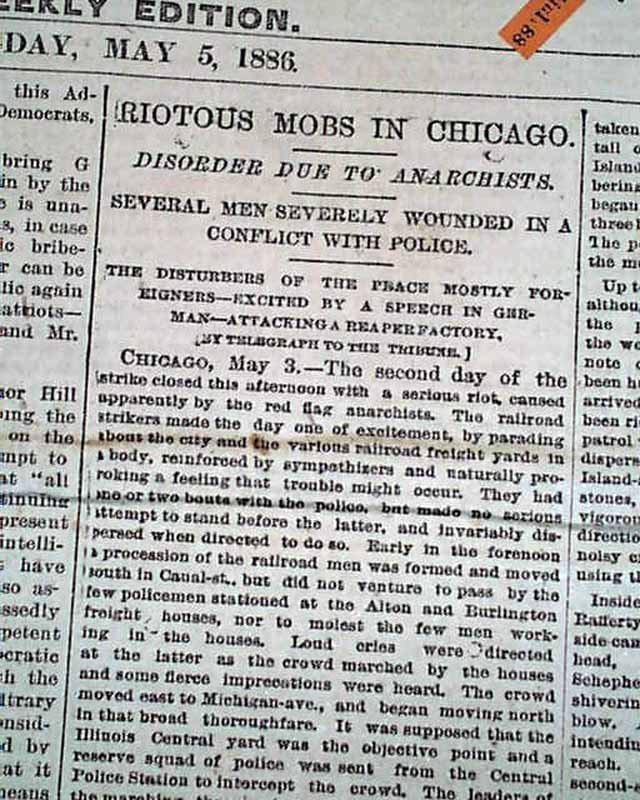 EEKLY EDITION.
DAY, MAY 5, 1886.
this Ad-
Democrats,
bring G
in by the
e is una-
s, in case
ic bribe-
r can be
lic again
atriots—
and Mr.
nor Hill
ing the
on the
mpt to
at "all
tinuing
present
intelli-
t have
so as-
ssedly
petent
ocratic
ch the
itrary
onsid-
d by
at it
means
RIOTOUS MOBS IN CHICAGO.
DISORDER DUE TO ANARCHISTS.
SEVERAL MEN SEVERELY WOUNDED IN A
CONFLICT WITH POLICE.
THE DISTURBERS OF THE PEACE MOSTLY FOR-
EIGNERS—EXCITED BY A SPEECH IN GER-
MAN—ATTACKING A REAPER FACTORY.
[BY TELEGRAPH TO THE TRIBUNE.]
CHICAGO, May 3.—The second day of the
strike closed this afternoon with a serious riot, caused
apparently by the red flag anarchists. The railroad
strikers made the day one of excitement, by parading
about the city and the various railroad freight yards in
a body, reinforced by sympathizers and naturally pro-
voking a feeling that trouble might occur. They had
one or two bouts with the police, but made no serious
attempt to stand before the latter, and invariably dis-
persed when directed to do so. Early in the forenoon
a procession of the railroad men was formed and moved
south in Canal-st., but did not venture to pass by the
few policemen stationed at the Alton and Burlington
freight houses, nor to molest the few men work-
ing in the houses. Loud cries were directed
at the latter as the crowd marched by the houses
and some fierce imprecations were heard. The crowd
moved east to Michigan-ave., and began moving north
in that broad thoroughfare. It was supposed that the
Illinois Central yard was the objective point and a
reserve squad of police was sent from the Central
Police Station to intercept the crowd. The leaders of
taken
tail o
Island
berin
began
three
The p
the m
Up t
althou
the
the w
note
been h
arrived
been ri
patrol
dispers
Island-
stones,
vigorou
directio
noisy c
using t
Inside
Rafferty
side can
head,
Schephe
shiverin
blow.
intendin
reach.
second-